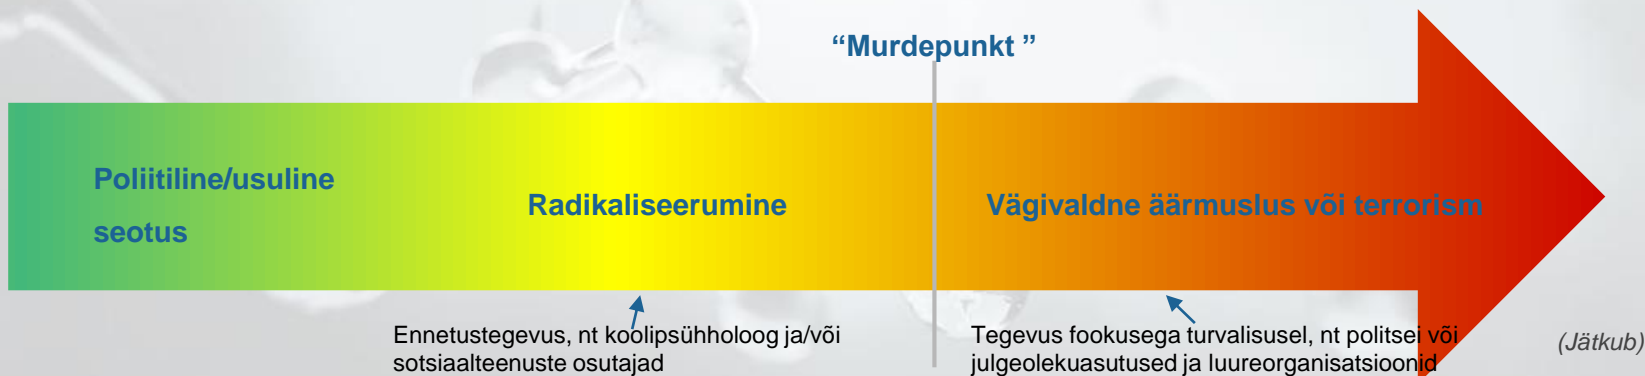 “Murdepunkt ”
Poliitiline/usuline
seotus
Radikaliseerumine
Vägivaldne äärmuslus või terrorism
Ennetustegevus, nt koolipsühholoog ja/või
sotsiaalteenuste osutajad
Tegevus fookusega turvalisusel, nt politsei või
julgeolekuasutused ja luureorganisatsioonid
(Jätkub)